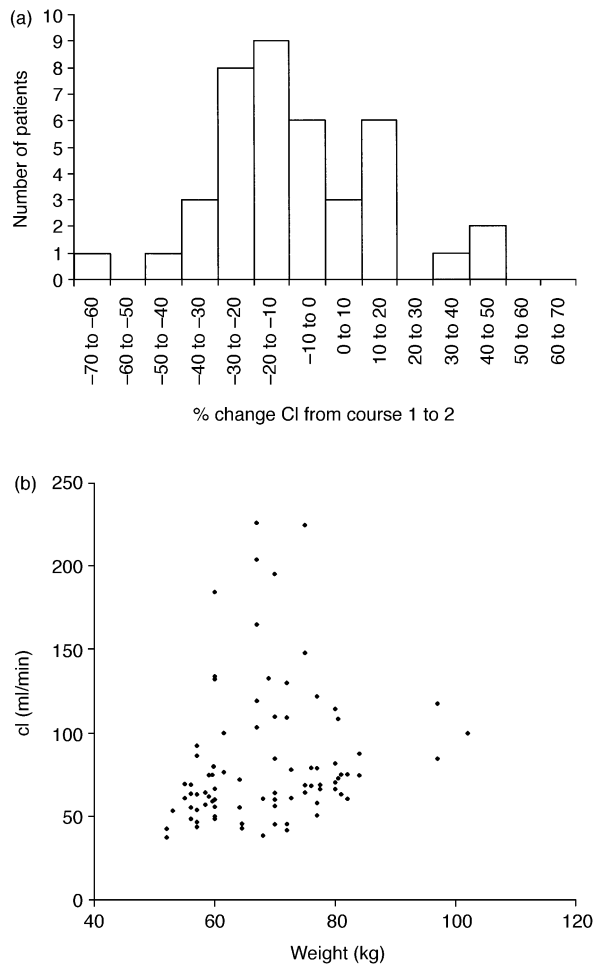 (a)
Number of patients
10
9
8
7
6
5
4
3
2
1
0
−70 to −60
−60 to −50
−50 to −40
−40 to −30
−30 to −20
−20 to −10
−10 to 0
0 to 10
10 to 20
20 to 30
30 to 40
40 to 50
50 to 60
60 to 70
% change Cl from course 1 to 2
(b)
cl (ml/min)
250
200
150
100
50
0
40
60
80
100
120
Weight (kg)